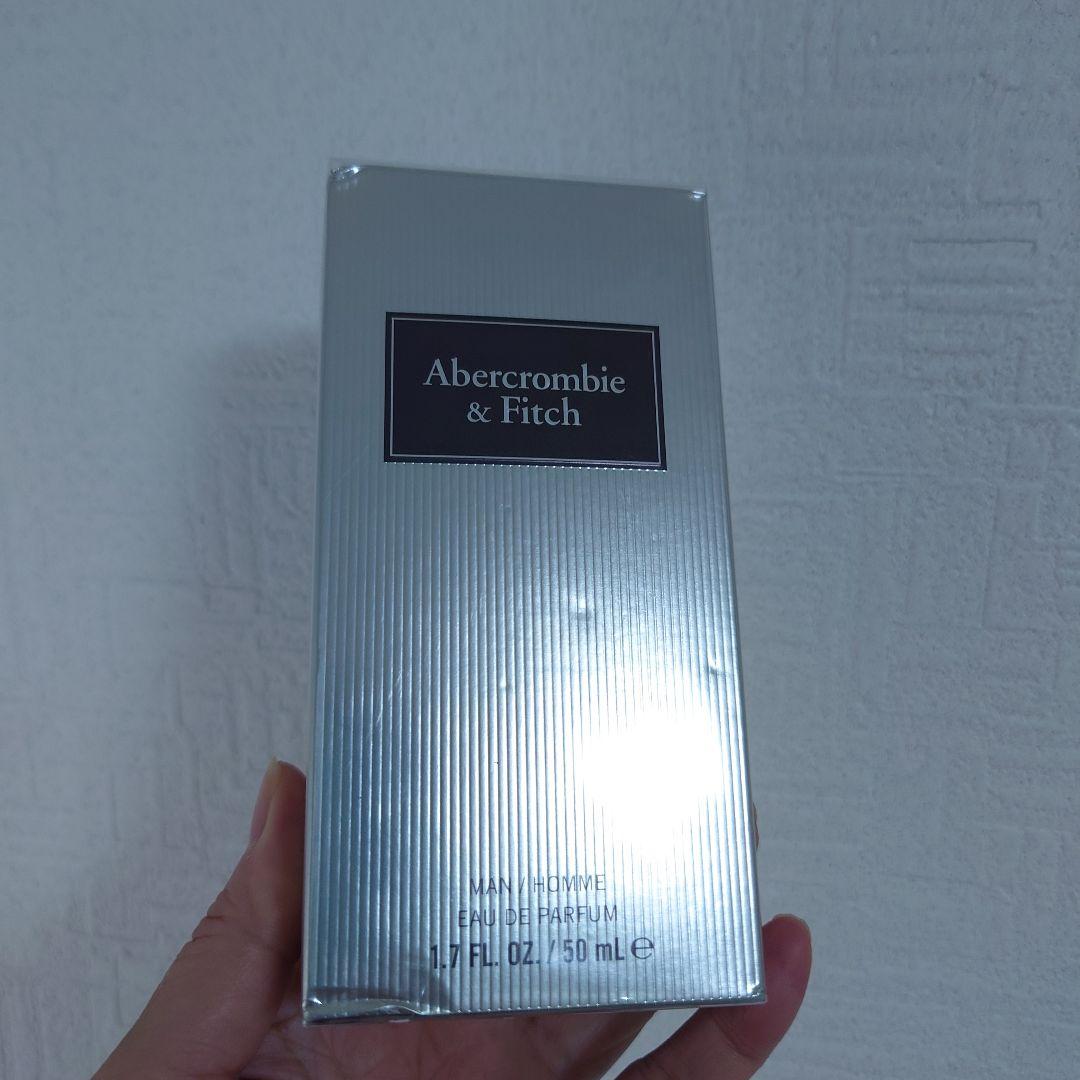 Abercrombie
& Fitch
MAN / HOMME
EAU DE PARFUM
1.7 FL. OZ. / 50 mL ℮